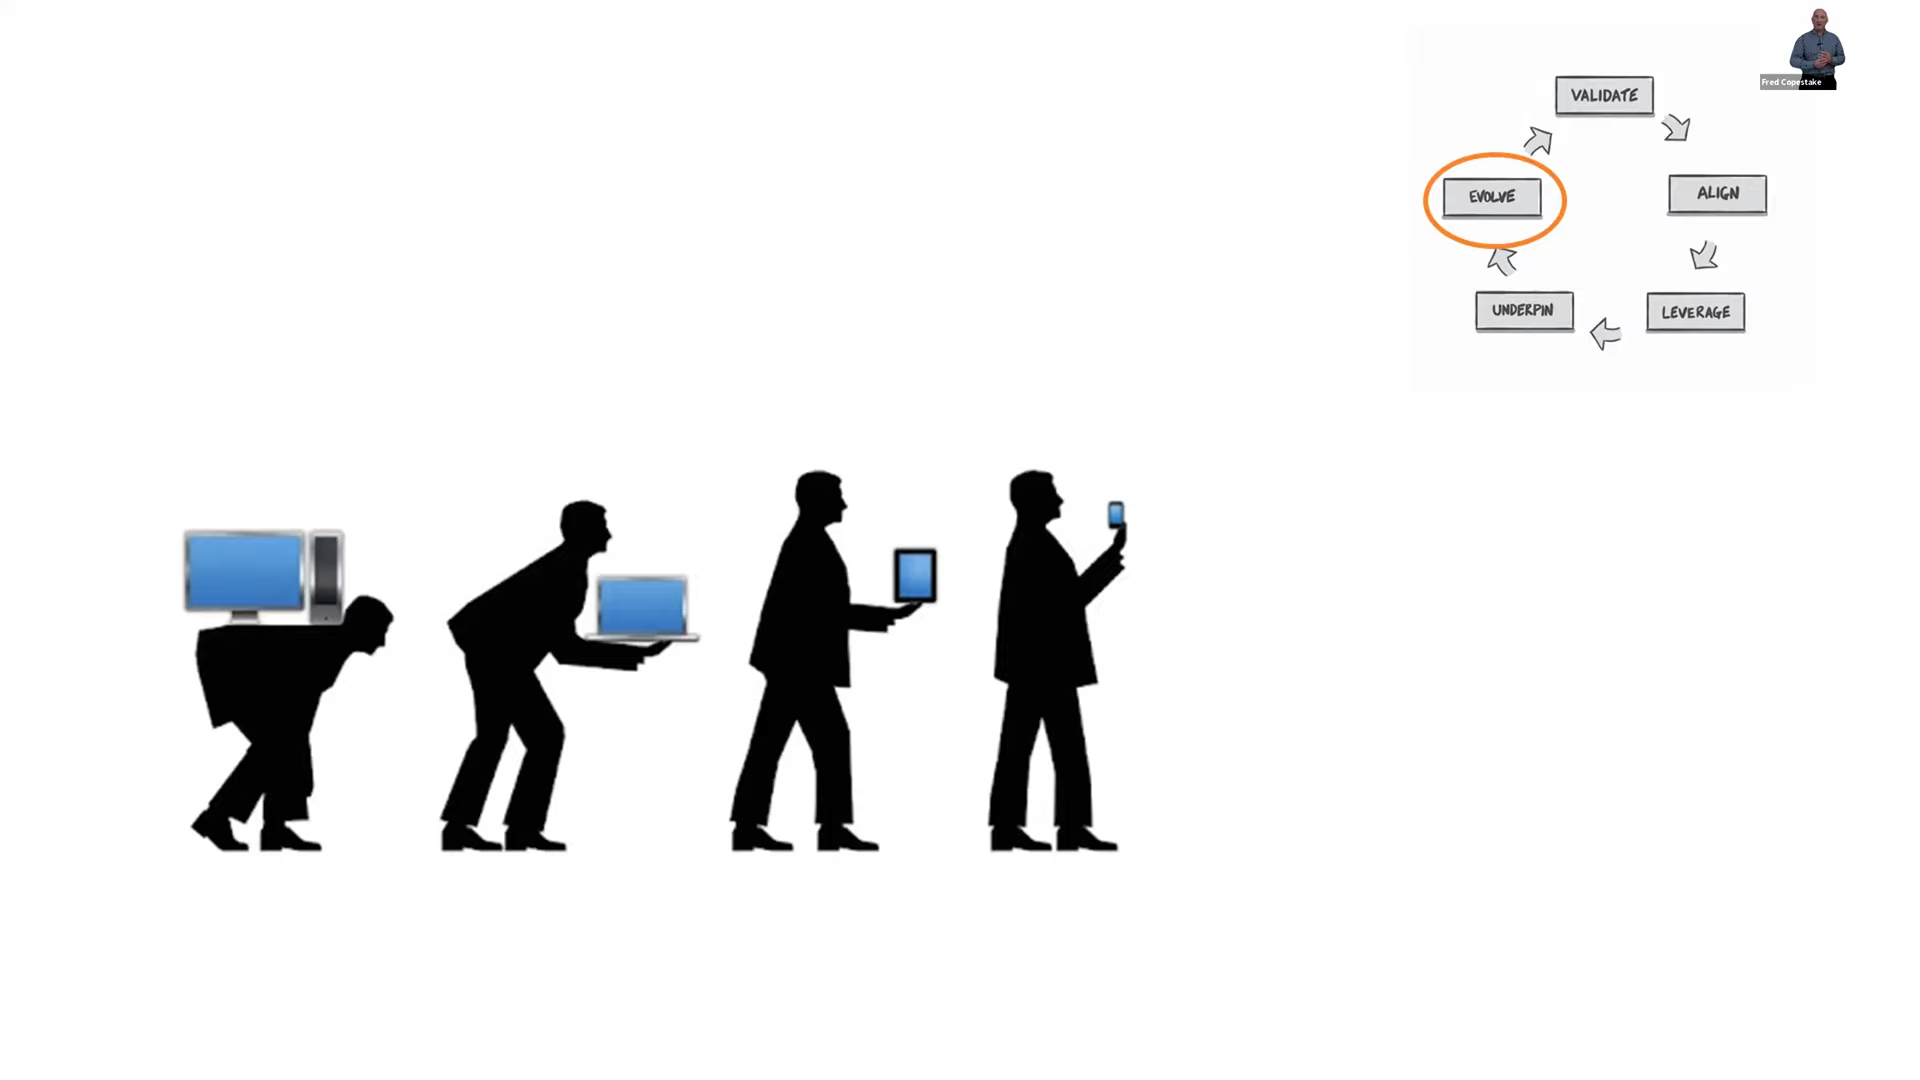 Fred Copestake
VALIDATE
EVOLVE
ALIGN
UNDERPIN
LEVERAGE